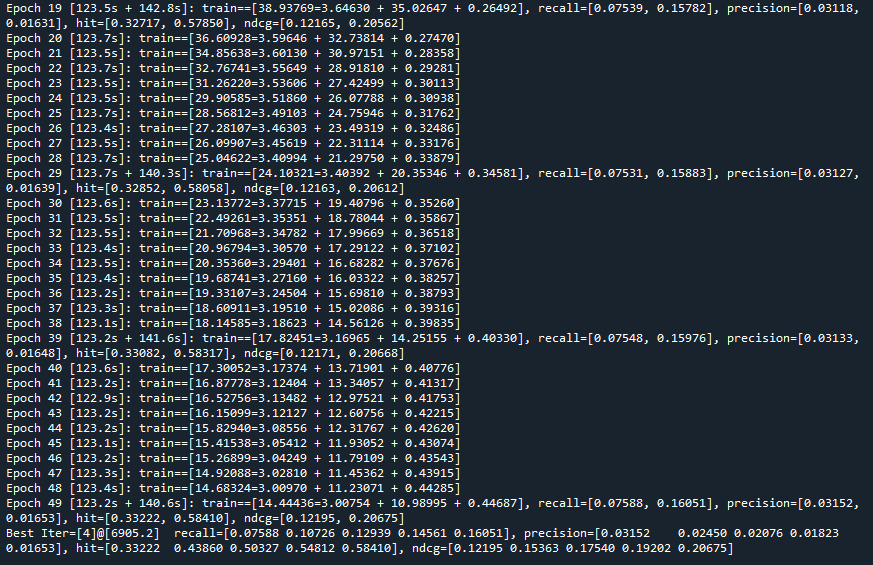 Epoch 19 [123.5s + 142.8s]: train==[38.93769=3.64630 + 35.02647 + 0.26492], recall=[0.07539, 0.15782], precision=[0.03118,
0.01631], hit=[0.32717, 0.57850], ndcg=[0.12165, 0.20562]
Epoch 20 [123.7s]: train==[36.60928=3.59646 + 32.73814 + 0.27470]
Epoch 21 [123.5s]: train==[34.85638=3.60130 + 30.97151 + 0.28358]
Epoch 22 [123.7s]: train==[32.76741=3.55649 + 28.91810 + 0.29281]
Epoch 23 [123.5s]: train==[31.26220=3.53606 + 27.42499 + 0.30113]
Epoch 24 [123.5s]: train==[29.90585=3.51860 + 26.07788 + 0.30938]
Epoch 25 [123.7s]: train==[28.56812=3.49103 + 24.75946 + 0.31762]
Epoch 26 [123.4s]: train==[27.28107=3.46303 + 23.49319 + 0.32486]
Epoch 27 [123.5s]: train==[26.09907=3.45619 + 22.31114 + 0.33176]
Epoch 28 [123.7s]: train==[25.04622=3.40994 + 21.29750 + 0.33879]
Epoch 29 [123.7s + 140.3s]: train==[24.10321=3.40392 + 20.35346 + 0.34581], recall=[0.07531, 0.15883], precision=[0.03127,
0.01639], hit=[0.32852, 0.58058], ndcg=[0.12163, 0.20612]
Epoch 30 [123.6s]: train==[23.13772=3.37715 + 19.40796 + 0.35260]
Epoch 31 [123.5s]: train==[22.49261=3.35351 + 18.78044 + 0.35867]
Epoch 32 [123.5s]: train==[21.70968=3.34782 + 17.99669 + 0.36518]
Epoch 33 [123.4s]: train==[20.96794=3.30570 + 17.29122 + 0.37102]
Epoch 34 [123.5s]: train==[20.35360=3.29401 + 16.68282 + 0.37676]
Epoch 35 [123.4s]: train==[19.68741=3.27160 + 16.03322 + 0.38257]
Epoch 36 [123.2s]: train==[19.33107=3.24504 + 15.69810 + 0.38793]
Epoch 37 [123.3s]: train==[18.60911=3.19510 + 15.02086 + 0.39316]
Epoch 38 [123.1s]: train==[18.14585=3.18623 + 14.56126 + 0.39835]
Epoch 39 [123.2s + 141.6s]: train==[17.82451=3.16965 + 14.25155 + 0.40330], recall=[0.07548, 0.15976], precision=[0.03133,
0.01648], hit=[0.33082, 0.58317], ndcg=[0.12171, 0.20668]
Epoch 40 [123.6s]: train==[17.30052=3.17374 + 13.71901 + 0.40776]
Epoch 41 [123.2s]: train==[16.87778=3.12404 + 13.34057 + 0.41317]
Epoch 42 [122.9s]: train==[16.52756=3.13482 + 12.97521 + 0.41753]
Epoch 43 [123.2s]: train==[16.15099=3.12127 + 12.60756 + 0.42215]
Epoch 44 [123.2s]: train==[15.82940=3.08556 + 12.31767 + 0.42620]
Epoch 45 [123.1s]: train==[15.41538=3.05412 + 11.93052 + 0.43074]
Epoch 46 [123.2s]: train==[15.26899=3.04249 + 11.79109 + 0.43543]
Epoch 47 [123.3s]: train==[14.92088=3.02810 + 11.45362 + 0.43915]
Epoch 48 [123.4s]: train==[14.68324=3.00970 + 11.23071 + 0.44285]
Epoch 49 [123.2s + 140.6s]: train==[14.44436=3.00754 + 10.98995 + 0.44687], recall=[0.07588, 0.16051], precision=[0.03152,
0.01653], hit=[0.33222, 0.58410], ndcg=[0.12195, 0.20675]
Best Iter=[4]@[6905.2]  recall=[0.07588 0.10726 0.12939 0.14561 0.16051], precision=[0.03152    0.02450 0.02076 0.01823
0.01653], hit=[0.33222  0.43860 0.50327 0.54812 0.58410], ndcg=[0.12195 0.15363 0.17540 0.19202 0.20675]